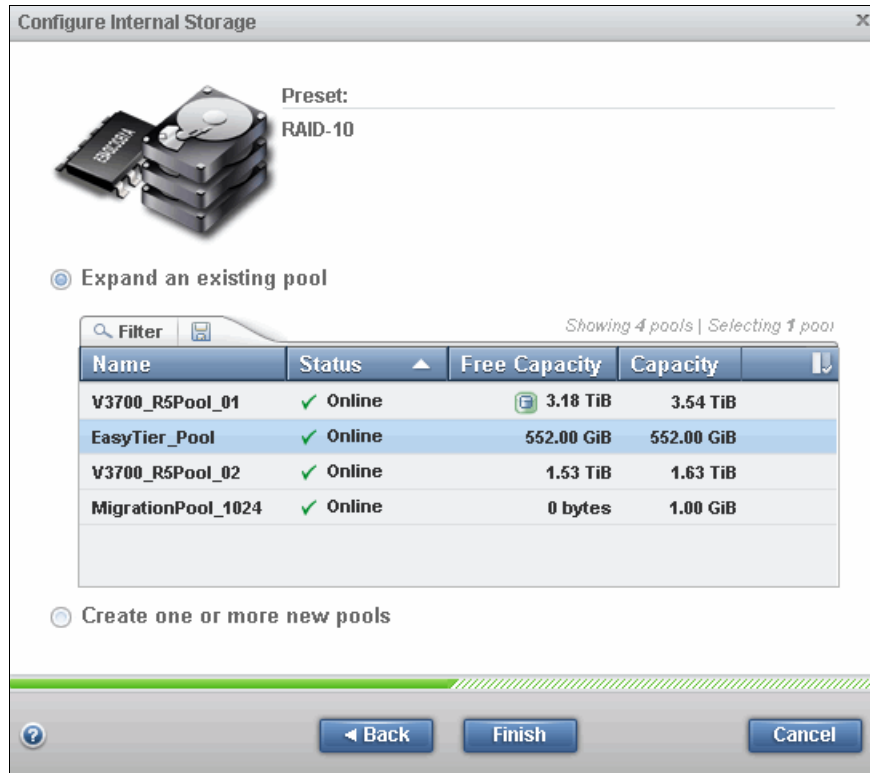 Configure Internal Storage
Preset:
RAID-10
Expand an existing pool
Filter
Showing 4 pools | Selecting 1 pool
Name Status Free Capacity Capacity
V3700_R5Pool_01 Online 3.18 TiB 3.54 TiB
EasyTier_Pool Online 552.00 GiB 552.00 GiB
V3700_R5Pool_02 Online 1.53 TiB 1.63 TiB
MigrationPool_1024 Online 0 bytes 1.00 GiB
Create one or more new pools
Back Finish Cancel